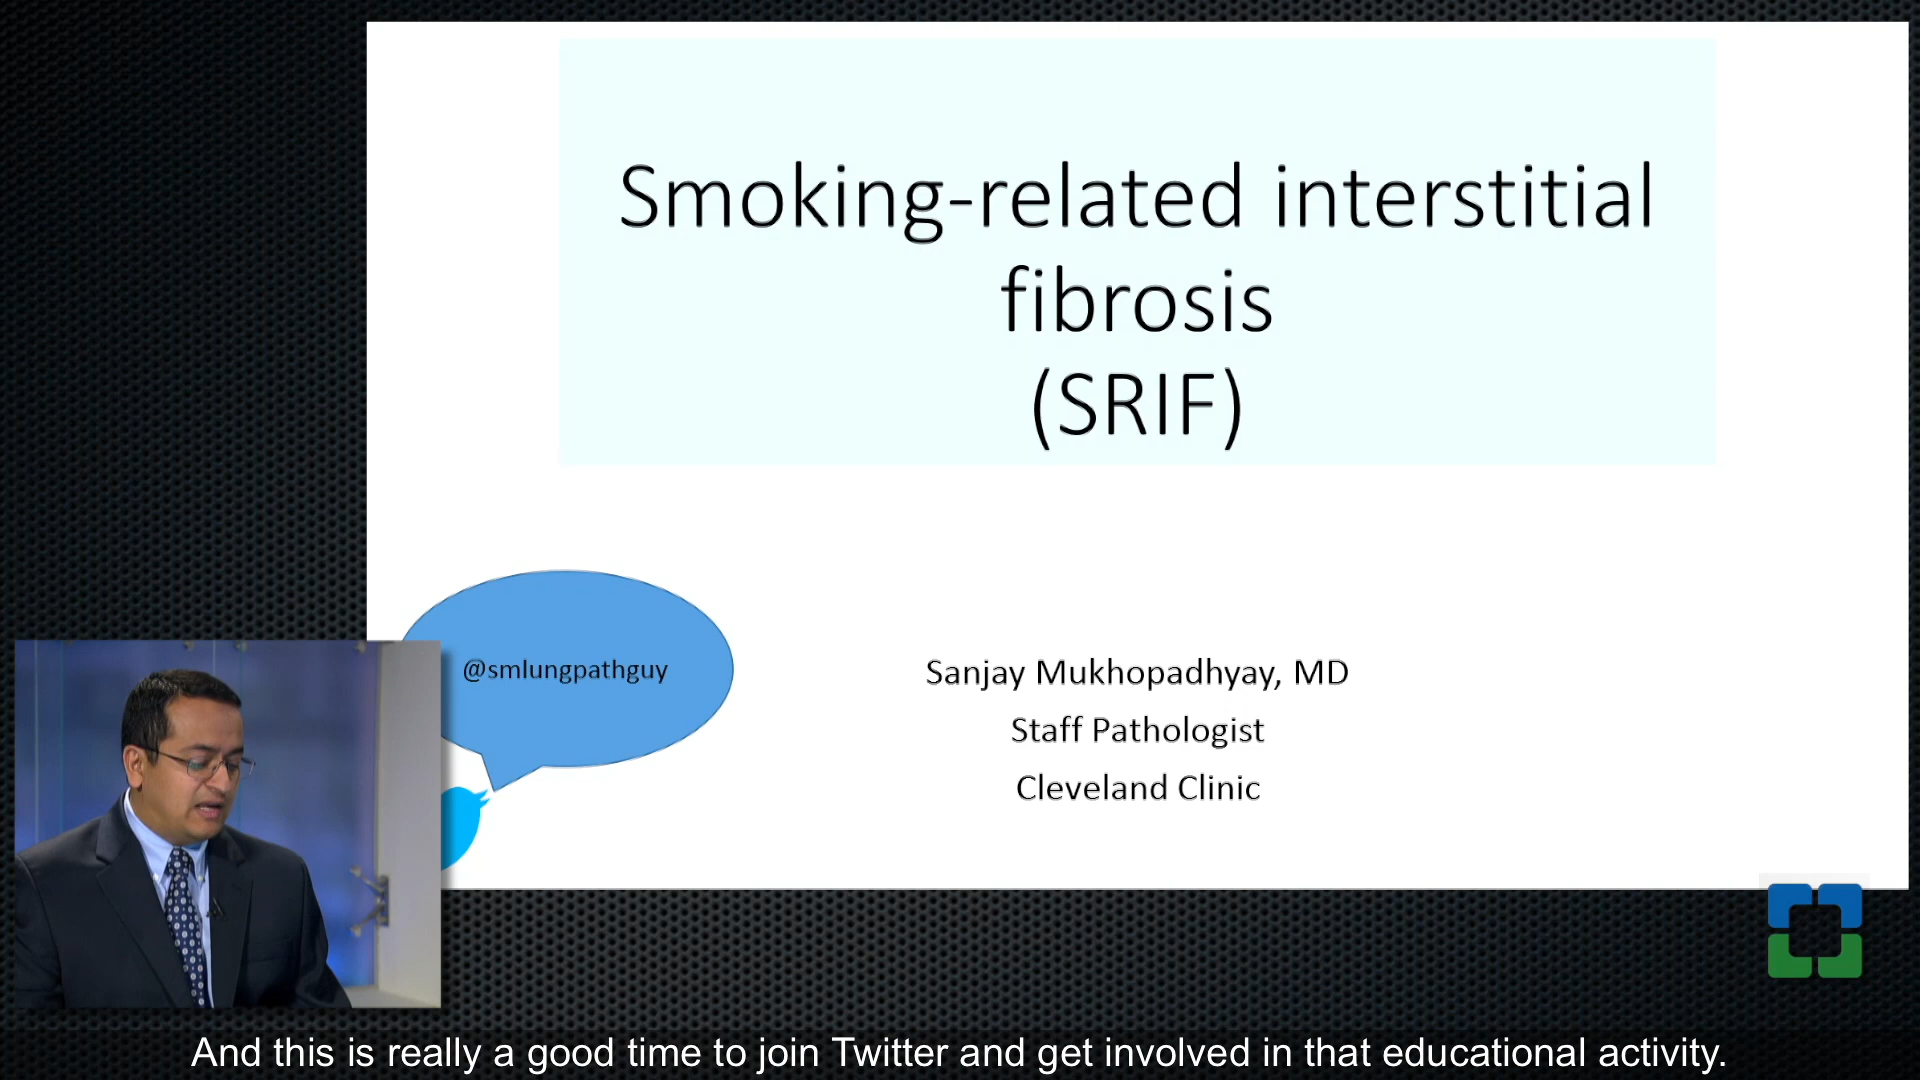 Smoking-related interstitial
fibrosis
(SRIF)
@smlungpathguy
Sanjay Mukhopadhyay, MD
Staff Pathologist
Cleveland Clinic
And this is really a good time to join Twitter and get involved in that educational activity.